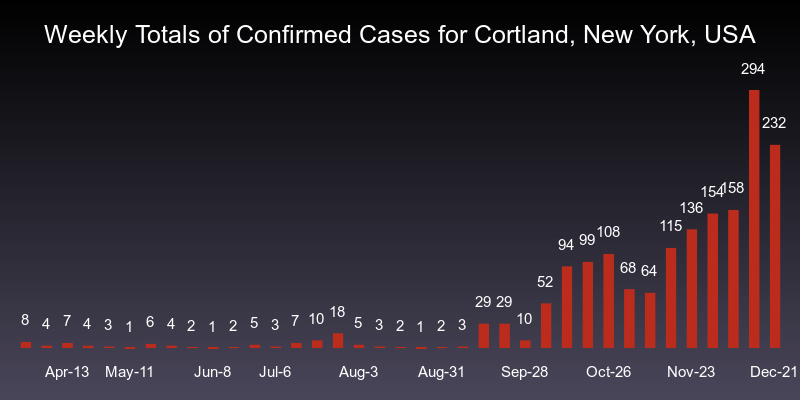 Weekly Totals of Confirmed Cases for Cortland, New York, USA
8 4 7 4 3 1 6 4 2 1 2 5 3 7 10 18 5 3 2 1 2 3 29 29 10 52 94 99 108 68 64 115 136 154 158 294 232
Apr-13 May-11 Jun-8 Jul-6 Aug-3 Aug-31 Sep-28 Oct-26 Nov-23 Dec-21